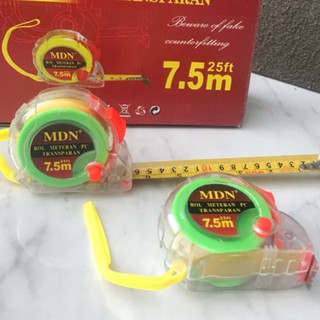 TRANSPARAN
Beware of fake
counterfitting
7.5m 25ft
MDN
7.5m
MDN
ROL METERAN PC
TRANSPARAN
7.5m
MDN
ROL METERAN PC
TRANSPARAN
7.5m